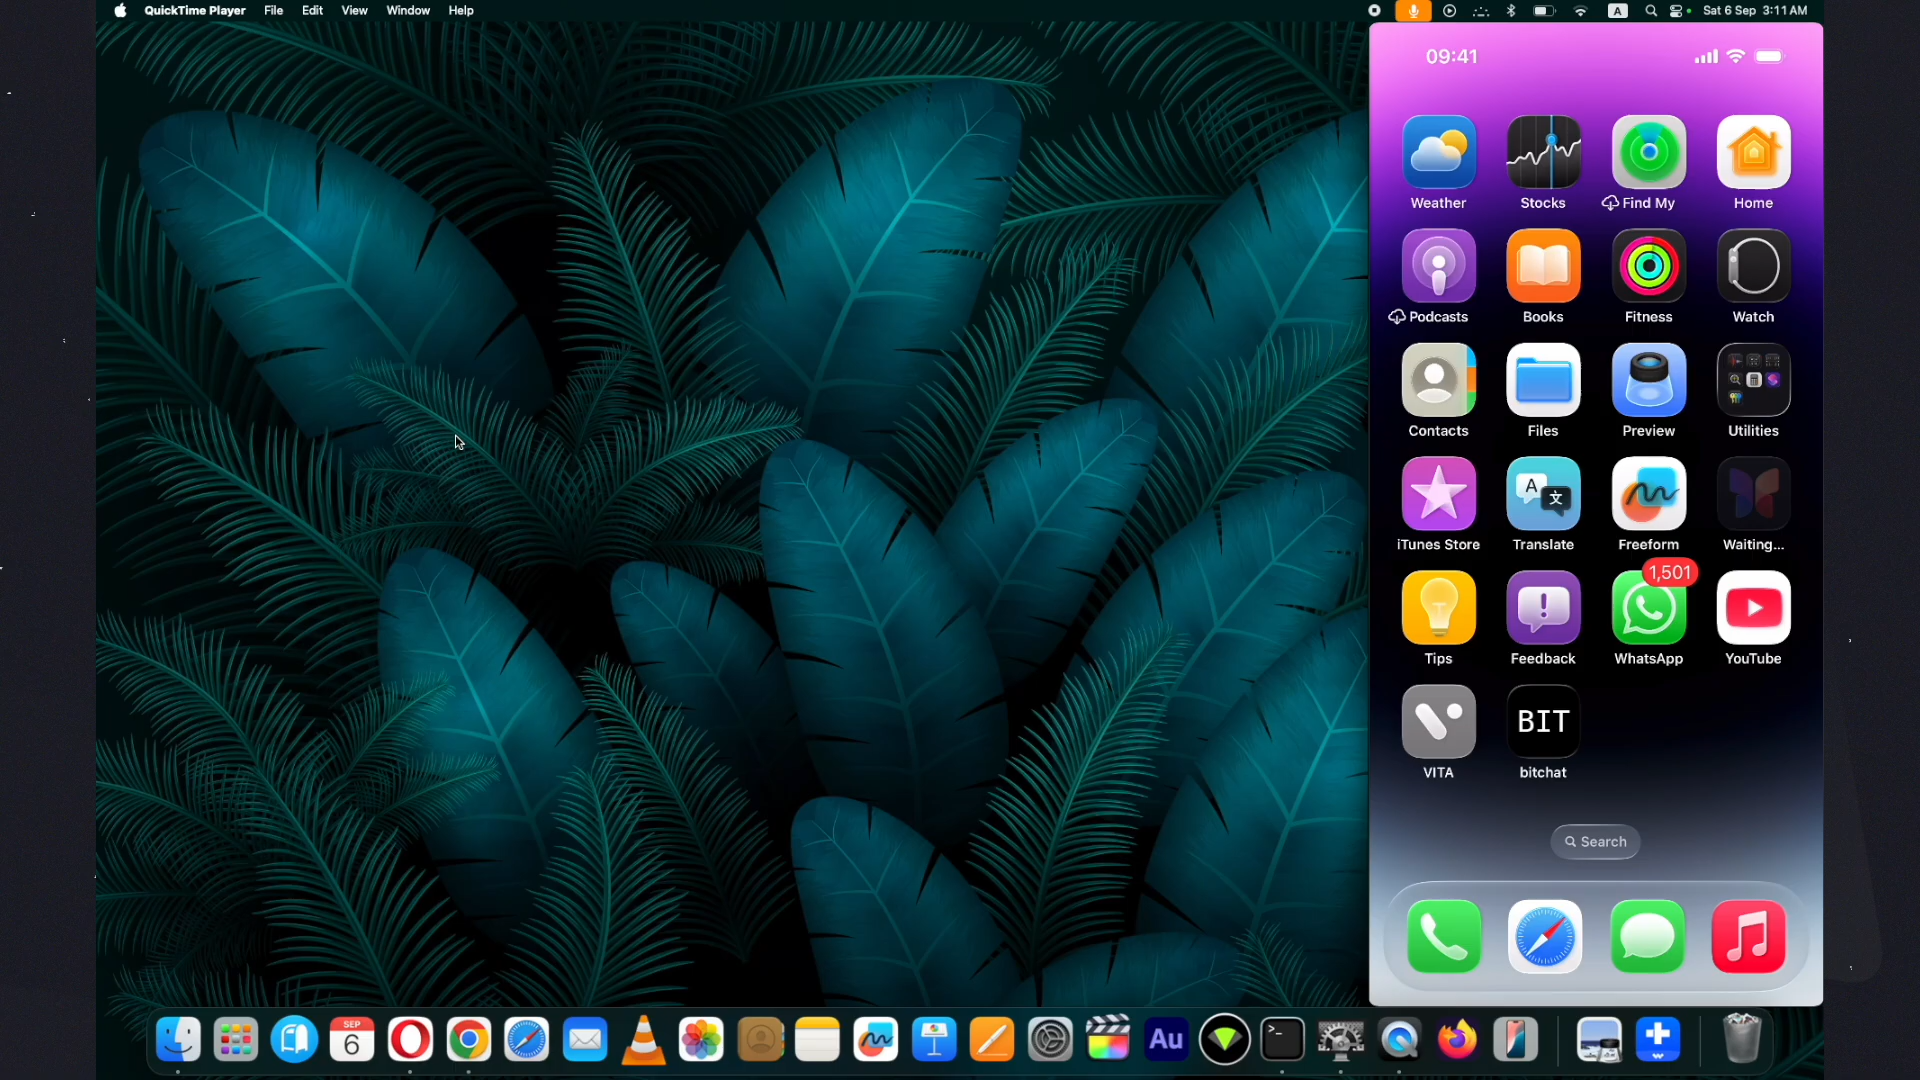 QuickTime Player File Edit View Window Help
A Sat 6 Sep 3:11 AM
09:41
Weather Stocks Find My Home
Podcasts Books Fitness Watch
Contacts Files Preview Utilities
A 文
iTunes Store Translate Freeform Waiting...
1,501
Tips Feedback WhatsApp YouTube
BIT
VITA bitchat
Search
SEP
6
Au
>_